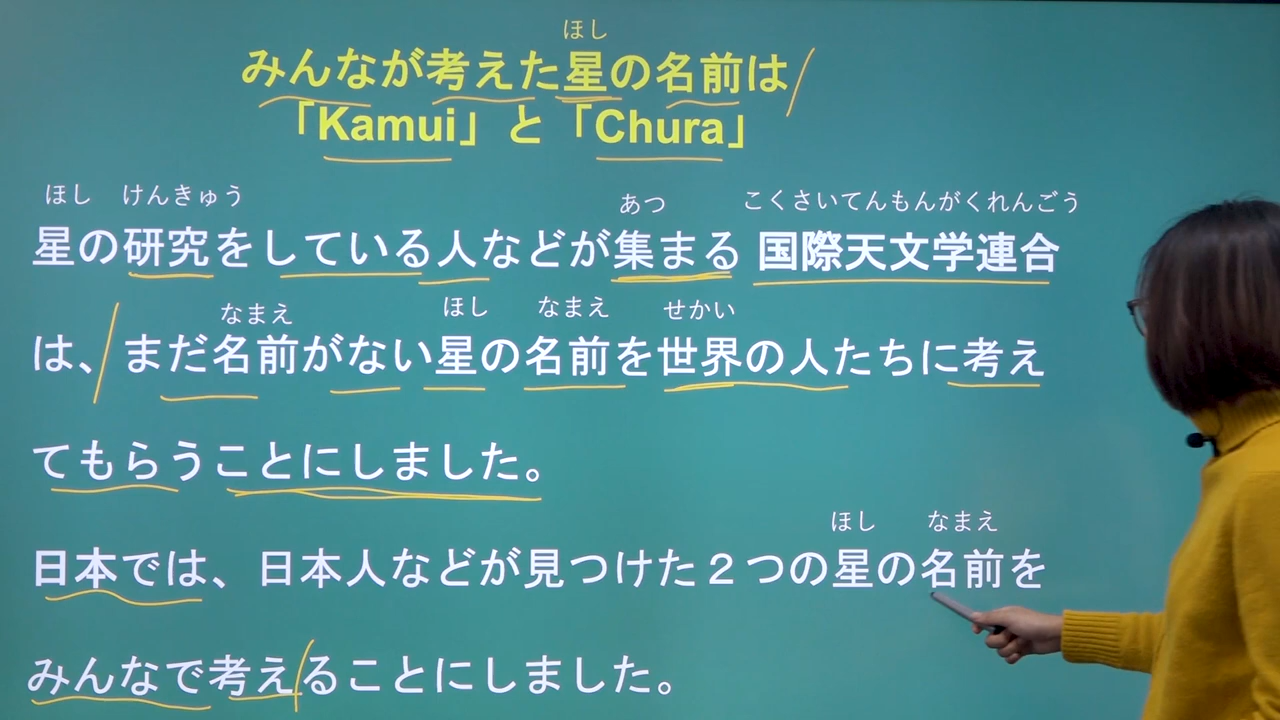 ほし
みんなが考えた星の名前は
「Kamui」と「Chura」
ほし けんきゅう あつ こくさいてんもんがくれんごう
星の研究をしている人などが集まる 国際天文学連合
なまえ ほし なまえ せかい
は、まだ名前がない星の名前を世界の人たちに考え
てもらうことにしました。
ほし なまえ
日本では、日本人などが見つけた2つの星の名前を
みんなで考えることにしました。